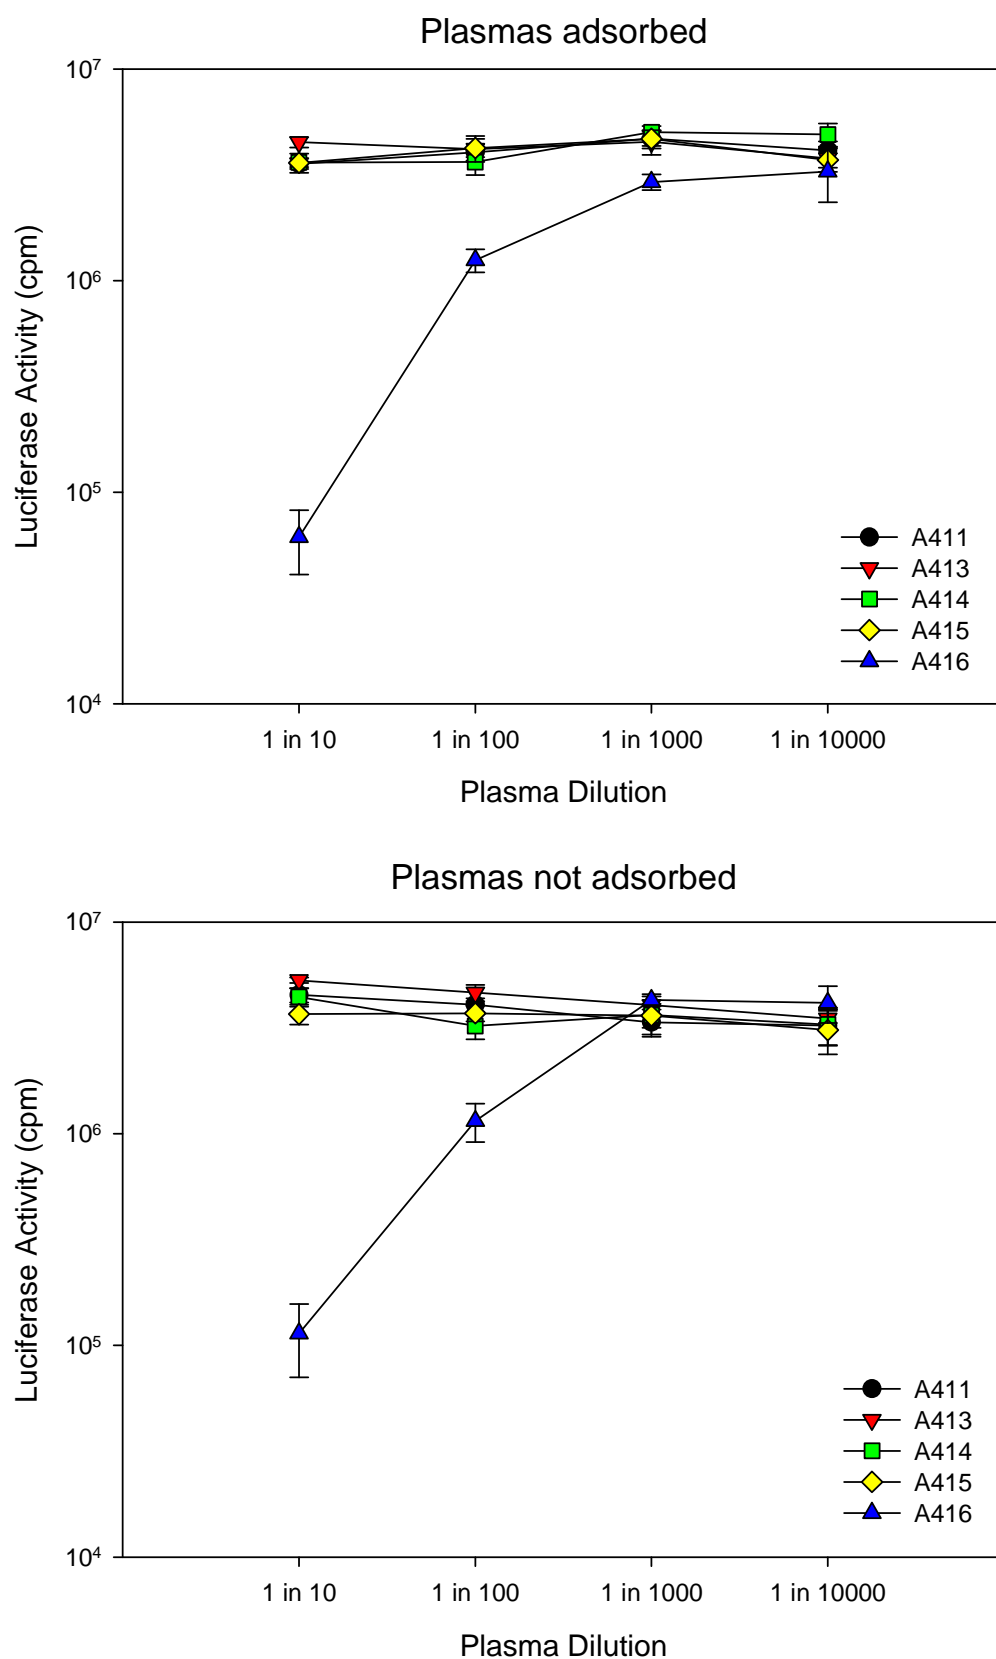 Plasmas adsorbed
Luciferase Activity (cpm)
10⁷
10⁶
10⁵
10⁴
A411
A413
A414
A415
A416
1 in 10 1 in 100 1 in 1000 1 in 10000
Plasma Dilution
Plasmas not adsorbed
Luciferase Activity (cpm)
10⁷
10⁶
10⁵
10⁴
A411
A413
A414
A415
A416
1 in 10 1 in 100 1 in 1000 1 in 10000
Plasma Dilution